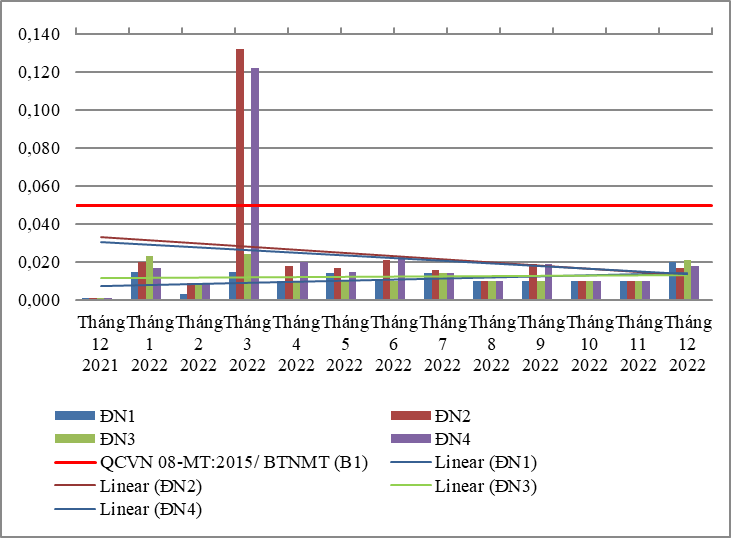 0,140
0,120
0,100
0,080
0,060
0,040
0,020
0,000
Tháng Tháng Tháng Tháng Tháng Tháng Tháng Tháng Tháng Tháng Tháng Tháng Tháng
12 1 2 3 4 5 6 7 8 9 10 11 12
2021 2022 2022 2022 2022 2022 2022 2022 2022 2022 2022 2022 2022
ĐN1 ĐN2
ĐN3 ĐN4
QCVN 08-MT:2015/ BTNMT (B1) Linear (ĐN1)
Linear (ĐN2) Linear (ĐN3)
Linear (ĐN4)